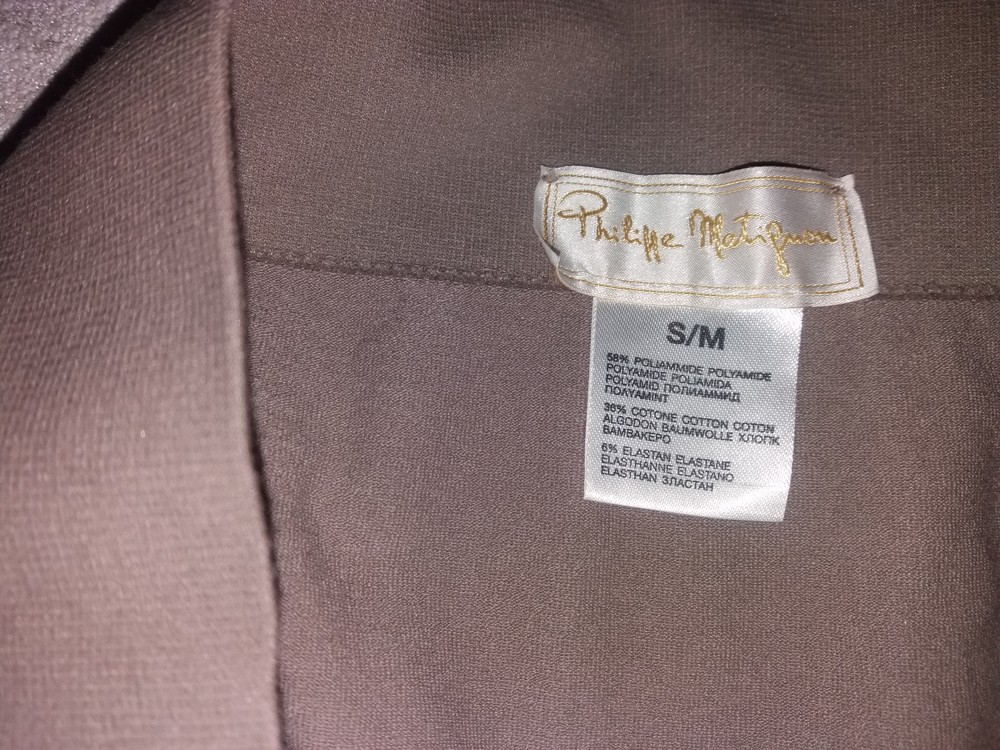 Philippe Matignon
S/M
58% POLIAMMIDE POLYAMIDE
POLYAMIDE POLIAMIDA
POLYAMID ПОЛИАММИД
ΠΟΛΥΑΜΙΝΤ
36% COTONE COTTON COTON
ALGODON BAUMWOLLE ХЛОПК
ΒΑΜΒΑΚΕΡΟ
6% ELASTAN ELASTANE
ELASTHANNE ELASTANO
ELASTHAN ЭЛАСТАН